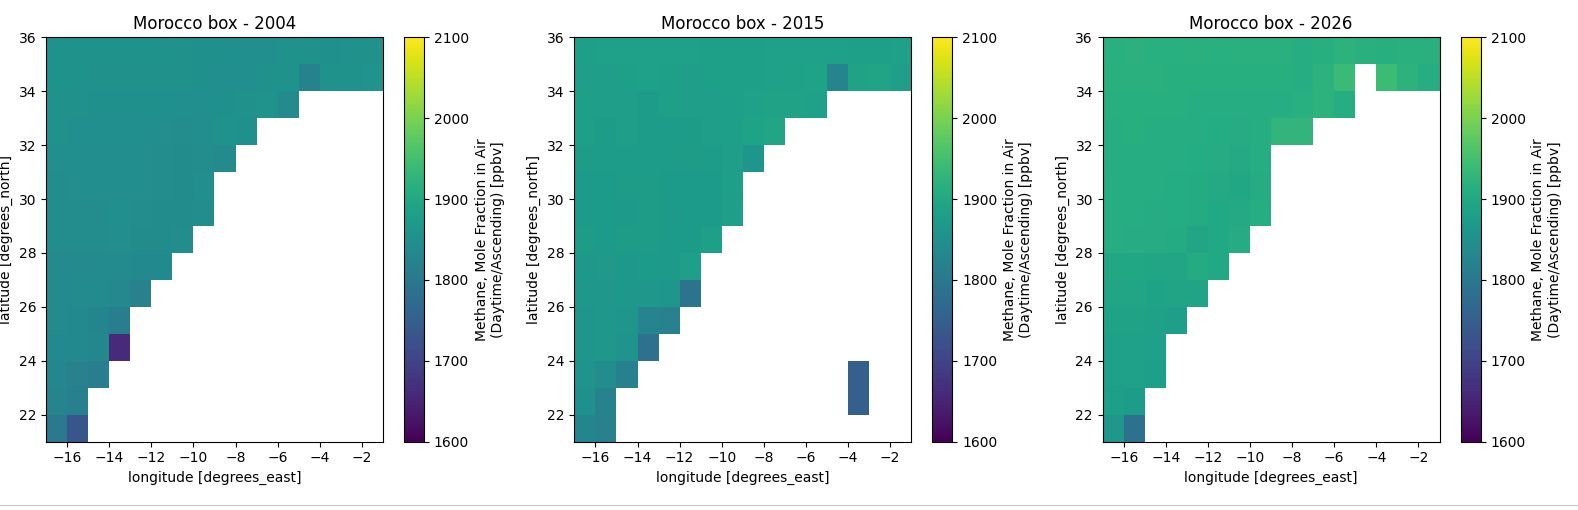 Morocco box - 2004
36
34
32
30
28
26
24
22
latitude [degrees_north]
−16 −14 −12 −10 −8 −6 −4 −2
longitude [degrees_east]
2100
2000
1900
1800
1700
1600
Methane, Mole Fraction in Air
(Daytime/Ascending) [ppbv]
Morocco box - 2015
36
34
32
30
28
26
24
22
latitude [degrees_north]
−16 −14 −12 −10 −8 −6 −4 −2
longitude [degrees_east]
2100
2000
1900
1800
1700
1600
Methane, Mole Fraction in Air
(Daytime/Ascending) [ppbv]
Morocco box - 2026
36
34
32
30
28
26
24
22
latitude [degrees_north]
−16 −14 −12 −10 −8 −6 −4 −2
longitude [degrees_east]
2100
2000
1900
1800
1700
1600
Methane, Mole Fraction in Air
(Daytime/Ascending) [ppbv]